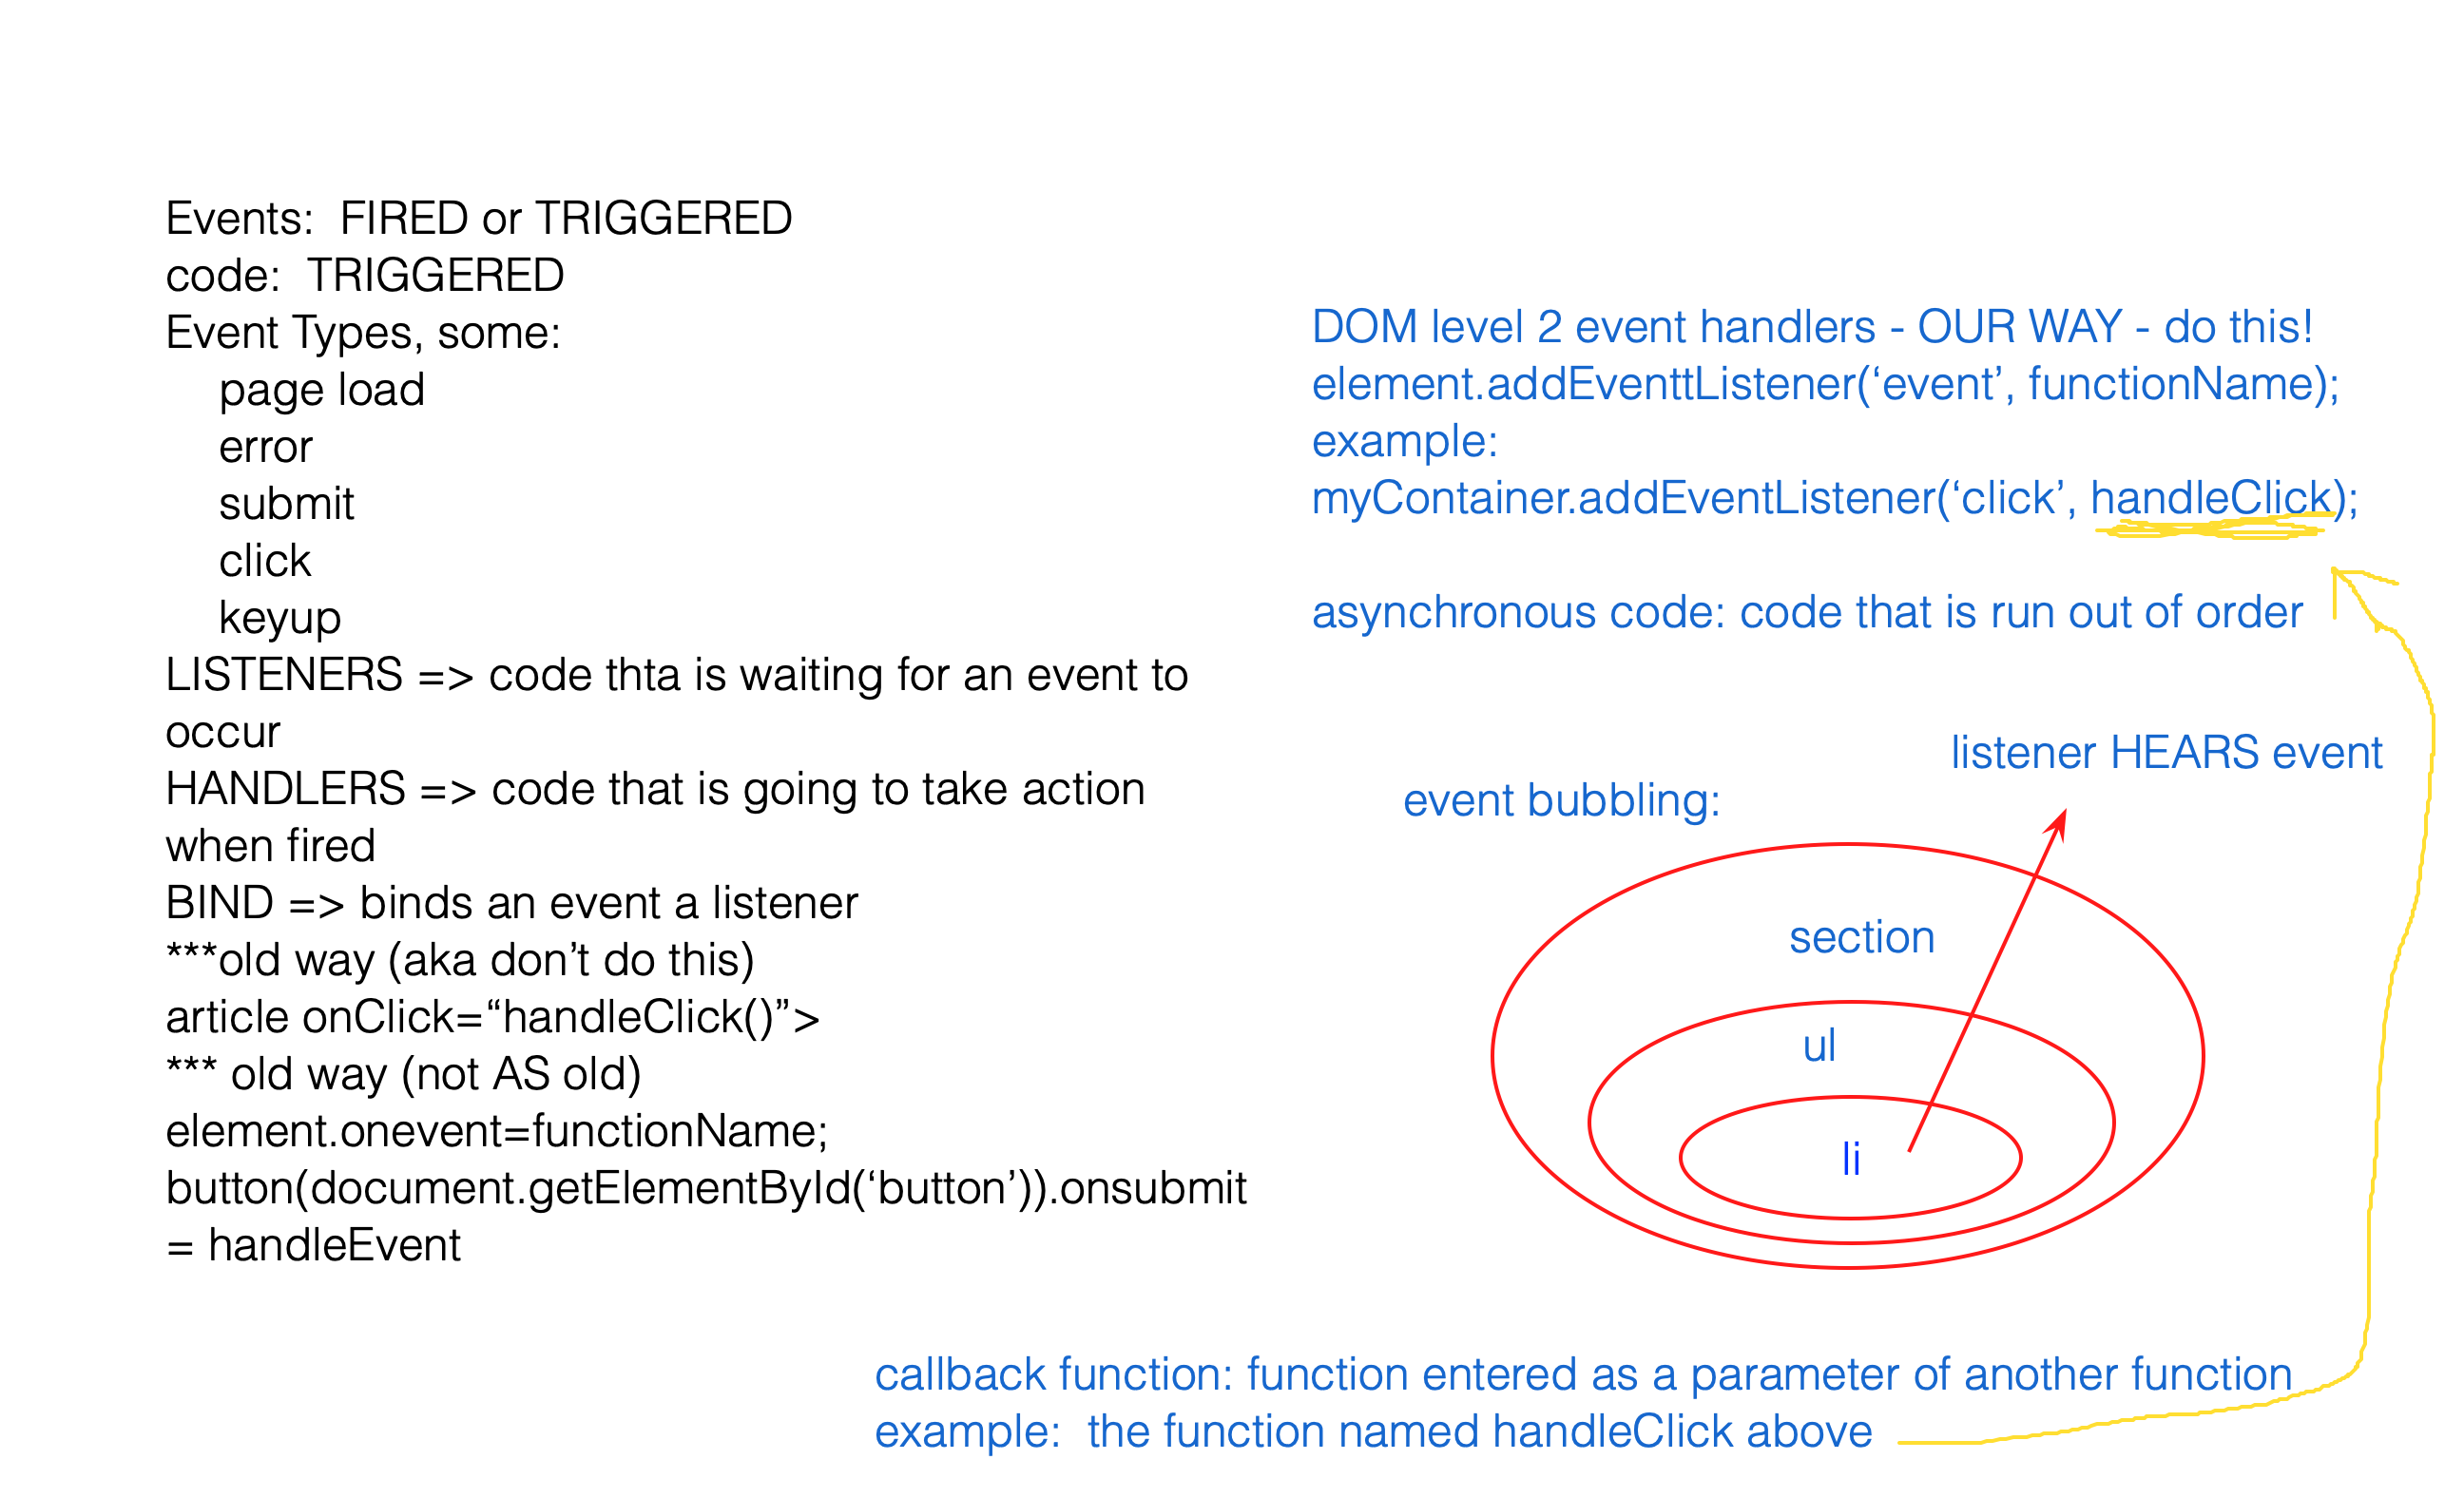 Events:  FIRED or TRIGGERED
code:  TRIGGERED
Event Types, some:
page load
error
submit
click
keyup
LISTENERS => code thta is waiting for an event to
occur
HANDLERS => code that is going to take action
when fired
BIND => binds an event a listener
***old way (aka don’t do this)
article onClick=“handleClick()”>
*** old way (not AS old)
element.onevent=functionName;
button(document.getElementById(‘button’)).onsubmit
= handleEvent
DOM level 2 event handlers - OUR WAY - do this!
element.addEventtListener(‘event’, functionName);
example:
myContainer.addEventListener(‘click’, handleClick);
asynchronous code: code that is run out of order
listener HEARS event
event bubbling:
section
ul
li
callback function: function entered as a parameter of another function
example:  the function named handleClick above